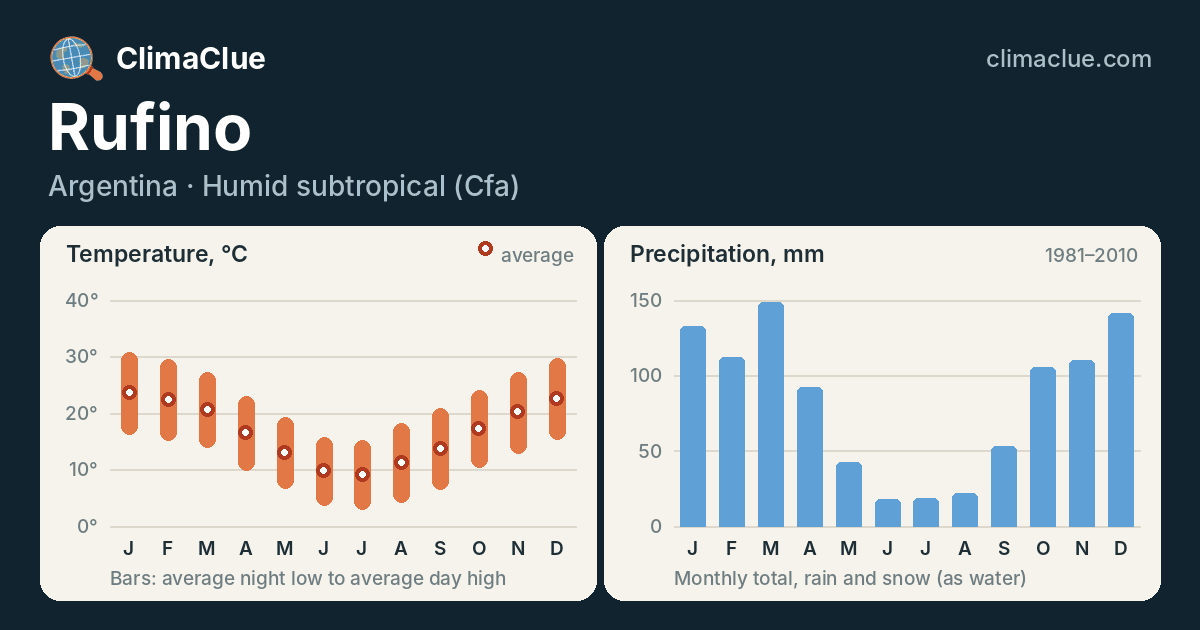 ClimaClue
climaclue.com
Rufino
Argentina · Humid subtropical (Cfa)
Temperature, °C
average
40°
30°
20°
10°
0°
J F M A M J J A S O N D
Bars: average night low to average day high
Precipitation, mm
1981–2010
150
100
50
0
J F M A M J J A S O N D
Monthly total, rain and snow (as water)